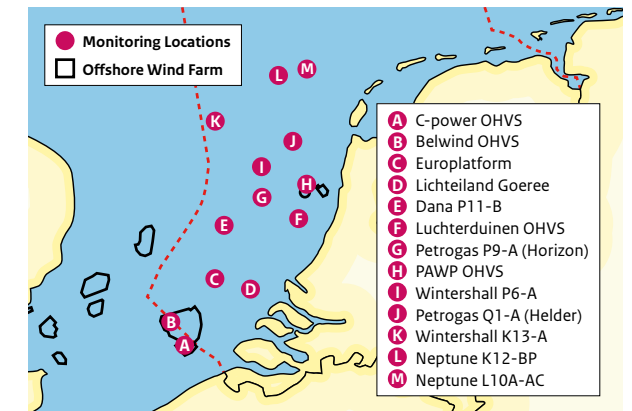 Monitoring Locations
Offshore Wind Farm
L
M
K
J
I
H
G
F
E
C
D
B
A
A C-power OHVS
B Belwind OHVS
C Europlatform
D Lichteiland Goeree
E Dana P11-B
F Luchterduinen OHVS
G Petrogas P9-A (Horizon)
H PAWP OHVS
I Wintershall P6-A
J Petrogas Q1-A (Helder)
K Wintershall K13-A
L Neptune K12-BP
M Neptune L10A-AC